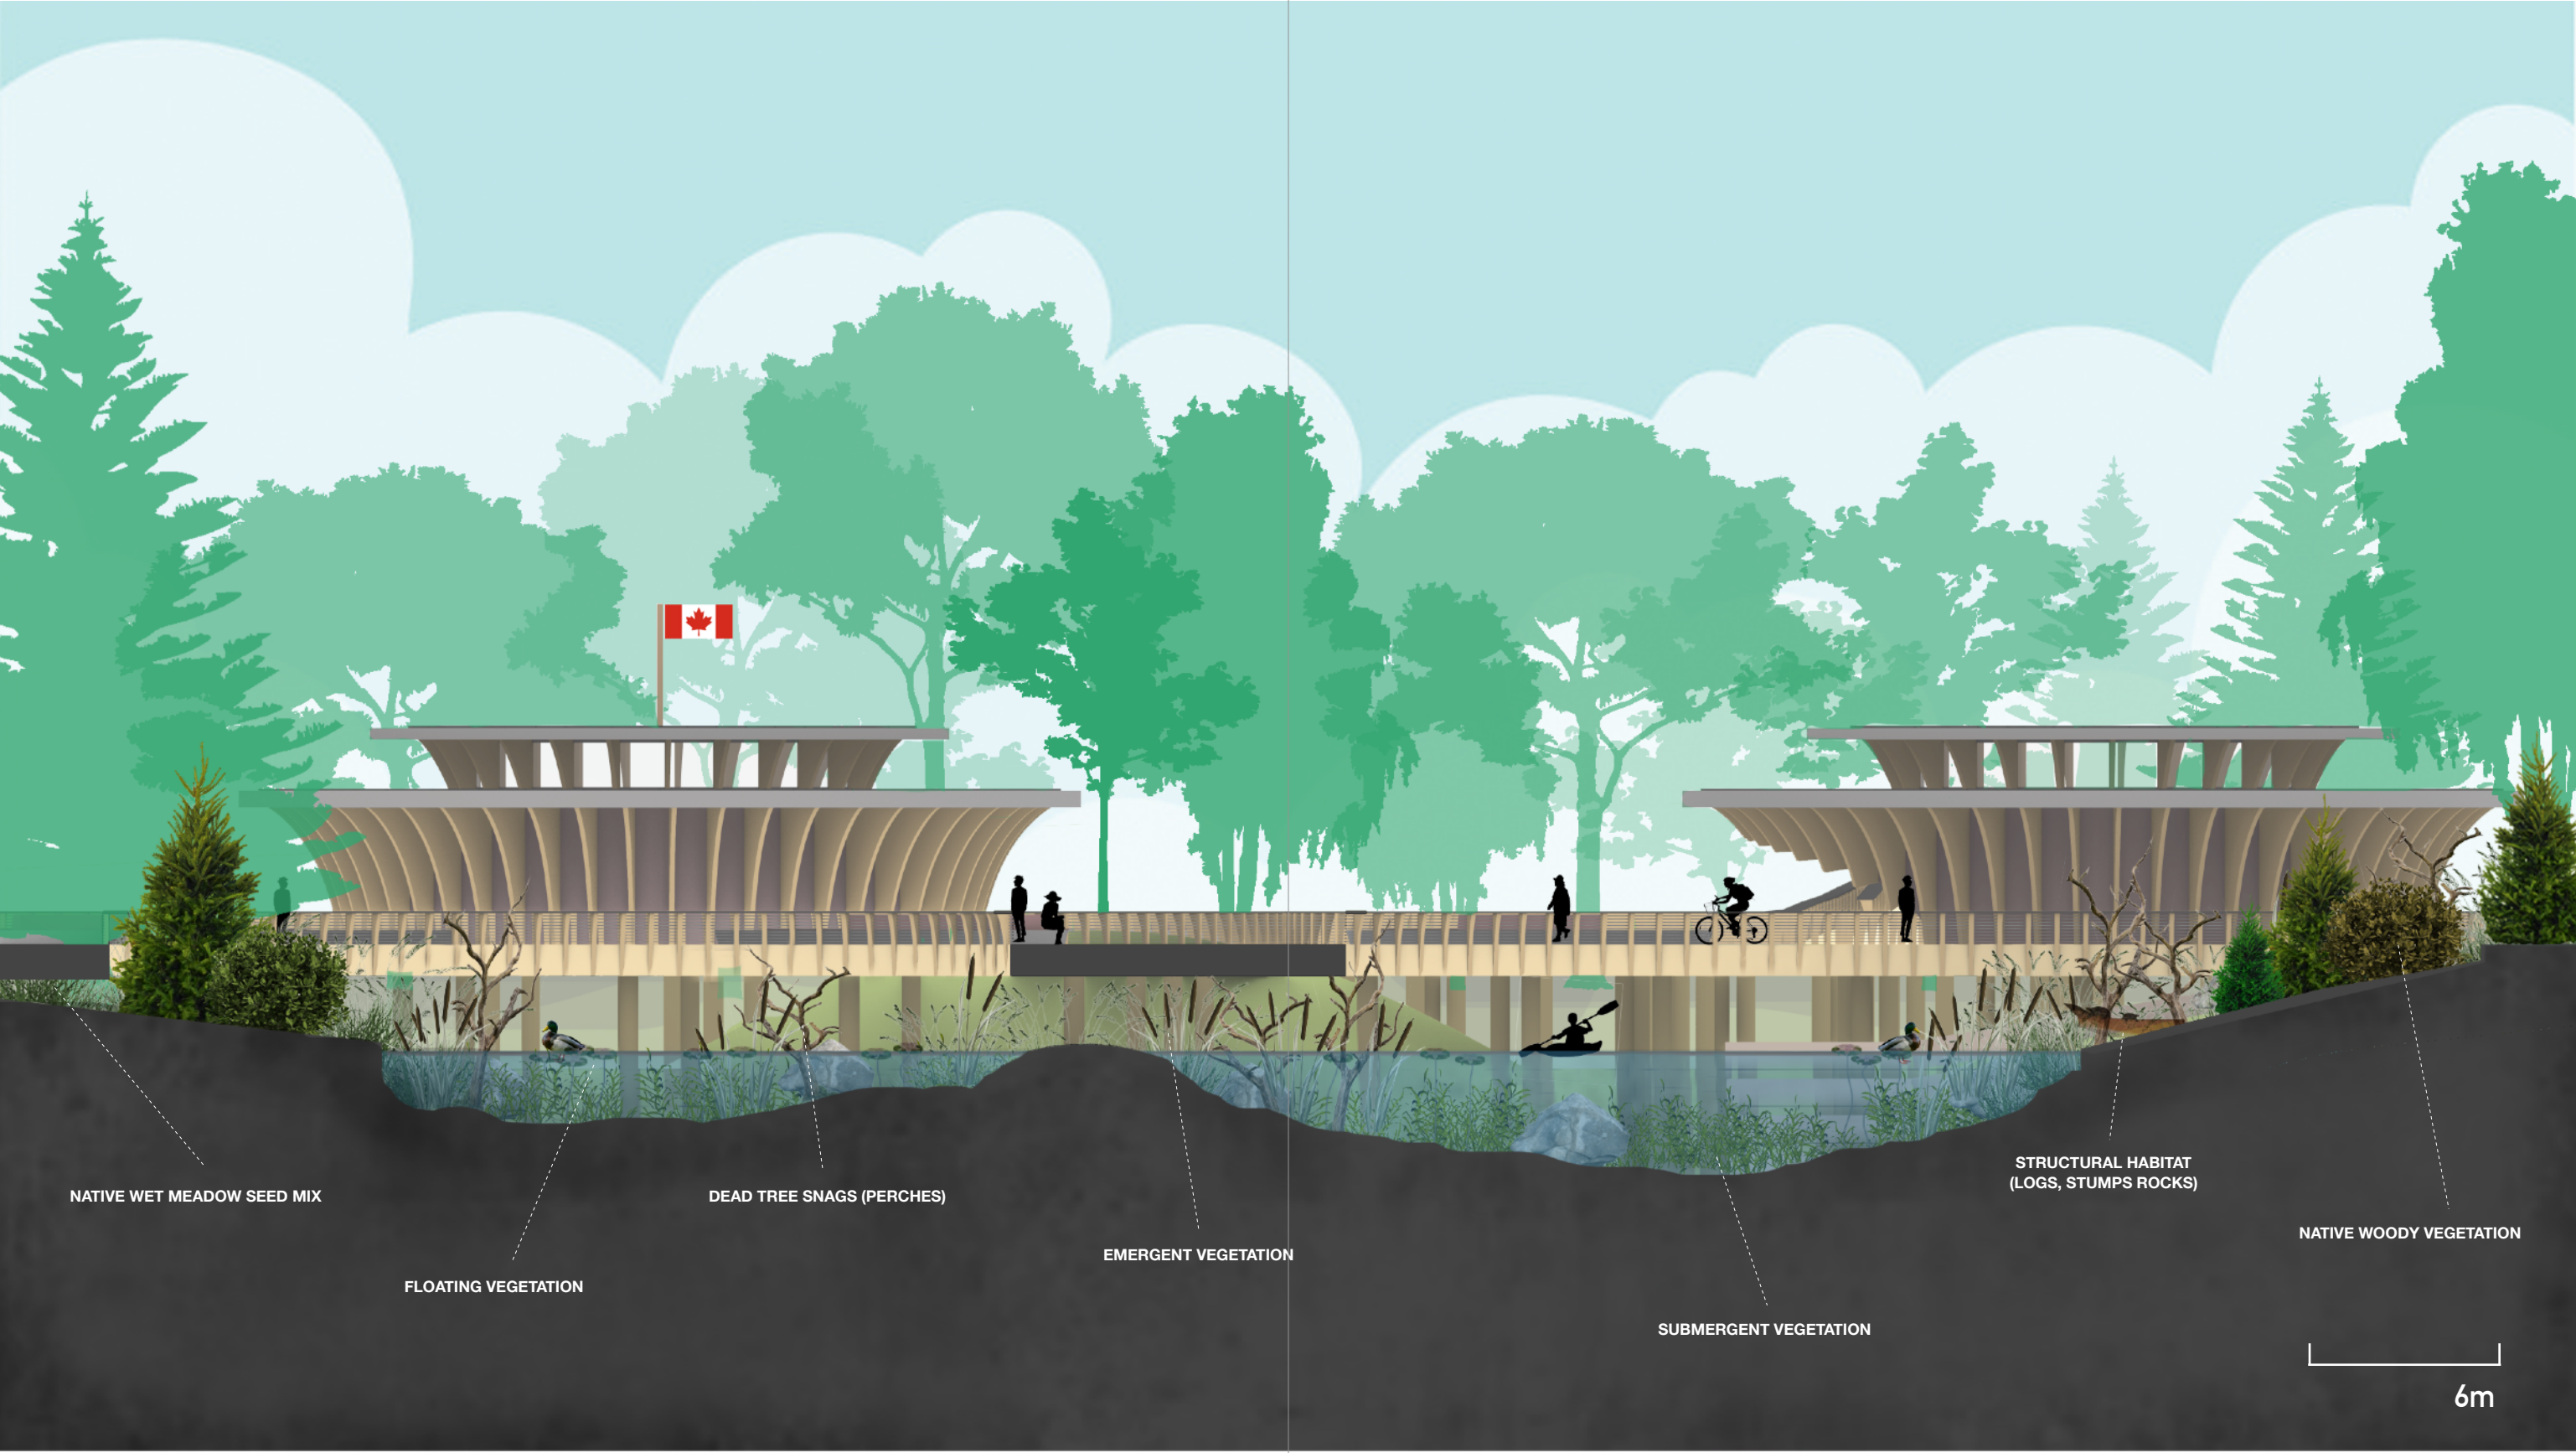 NATIVE WET MEADOW SEED MIX
FLOATING VEGETATION
DEAD TREE SNAGS (PERCHES)
EMERGENT VEGETATION
SUBMERGENT VEGETATION
STRUCTURAL HABITAT
(LOGS, STUMPS ROCKS)
NATIVE WOODY VEGETATION
6m